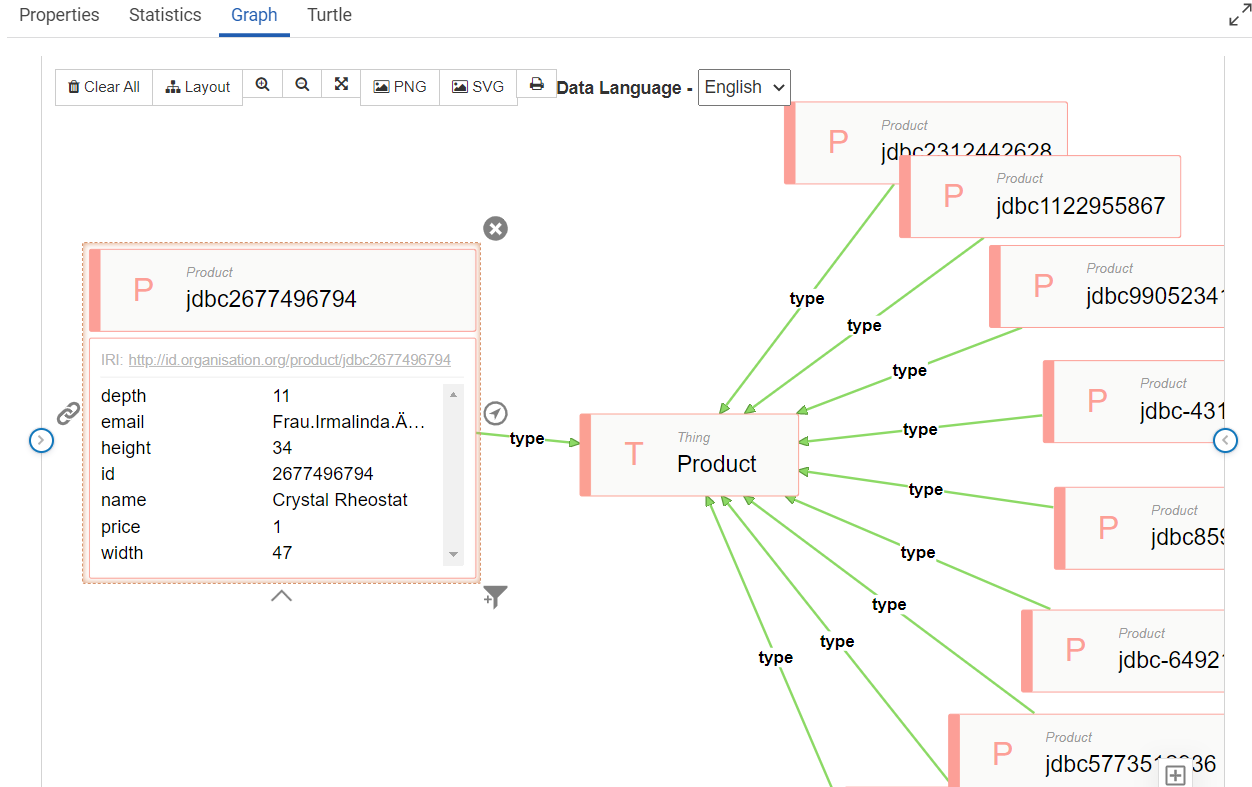 Properties Statistics Graph Turtle
Clear All Layout PNG SVG Data Language - English
Product
jdbc2312442628
Product
jdbc1122955867
Product
jdbc2677496794
IRI: http://id.organisation.org/product/jdbc2677496794
depth 11
email Frau.Irmalinda.Ä...
height 34
id 2677496794
name Crystal Rheostat
price 1
width 47
P
P
P
Product
jdbc9905234
P
Product
jdbc-431
P
Product
jdbc859
P
Product
jdbc-6492
P
Product
jdbc577351
936
P
T
Thing
Product
type
type
type
type
type
type
type
type
type
type